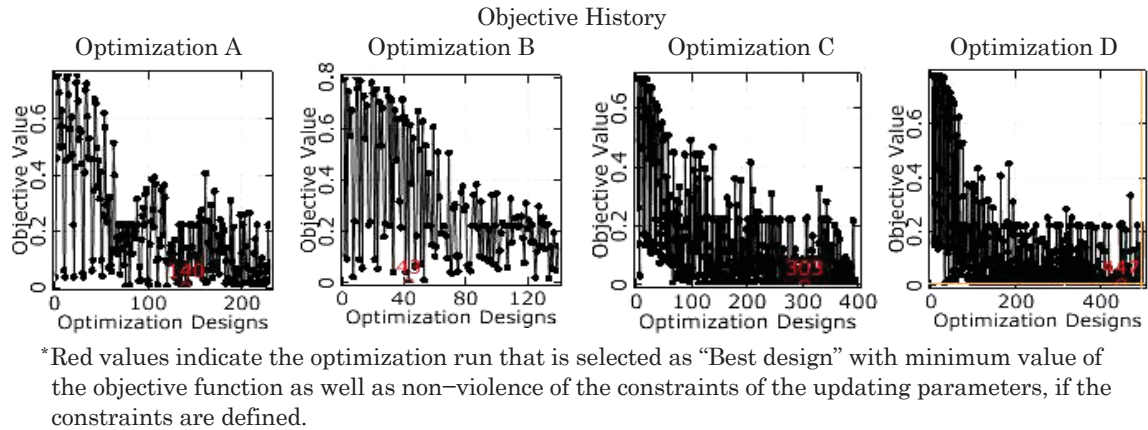 Objective History
Optimization A
Optimization B
Optimization C
Optimization D
Objective Value
0.6
0.4
0.2
0
140
0
100
200
Optimization Designs
Objective Value
0.8
0.6
0.4
0.2
0
43
0
40
80
120
Optimization Designs
Objective Value
0.6
0.4
0.2
0
303
0
100
200
300
400
Optimization Designs
Objective Value
0.6
0.4
0.2
0
447
0
200
400
Optimization Designs
*Red values indicate the optimization run that is selected as “Best design” with minimum value of
the objective function as well as non−violence of the constraints of the updating parameters, if the
constraints are defined.